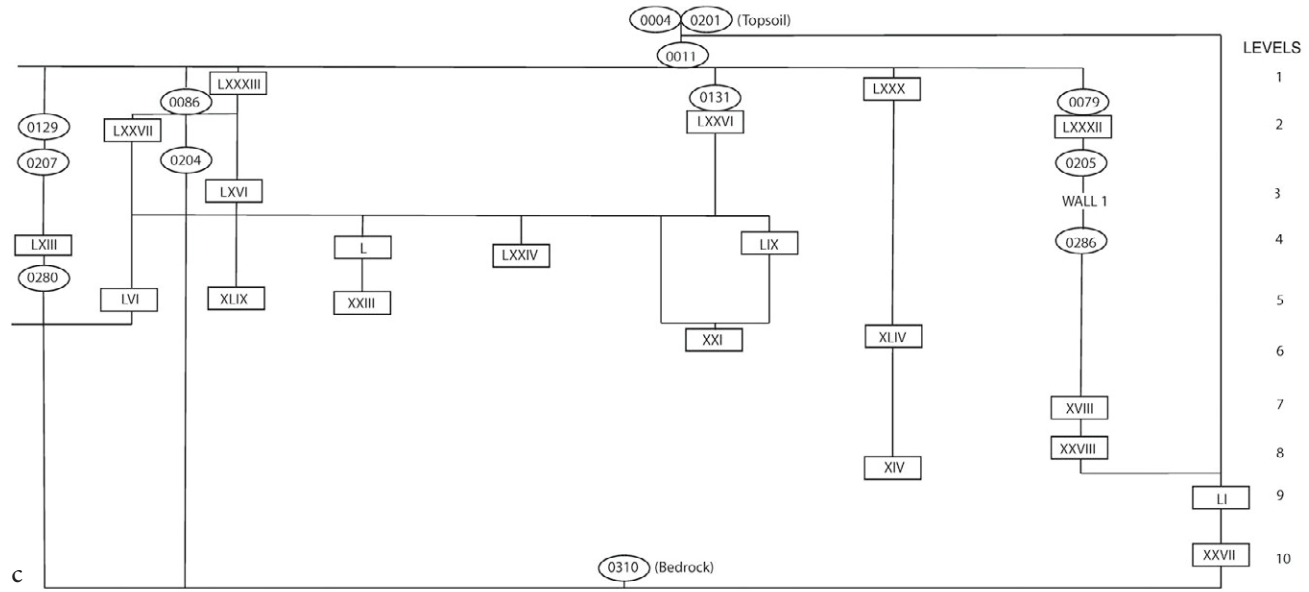 0004 0201 (Topsoil)
0011
LEVELS
LXXXIII LXXX 1
0086 0131 0079
0129 LXXVII LXXVI LXXXII 2
0207 0204 0205
LXVI WALL 1 3
LXIII L LXXIV LIX 0286 4
0280 LVI XLIX XXIII 5
XXI XLIV 6
XVIII 7
XXVIII 8
XIV
LI 9
XXVII 10
0310 (Bedrock)
c